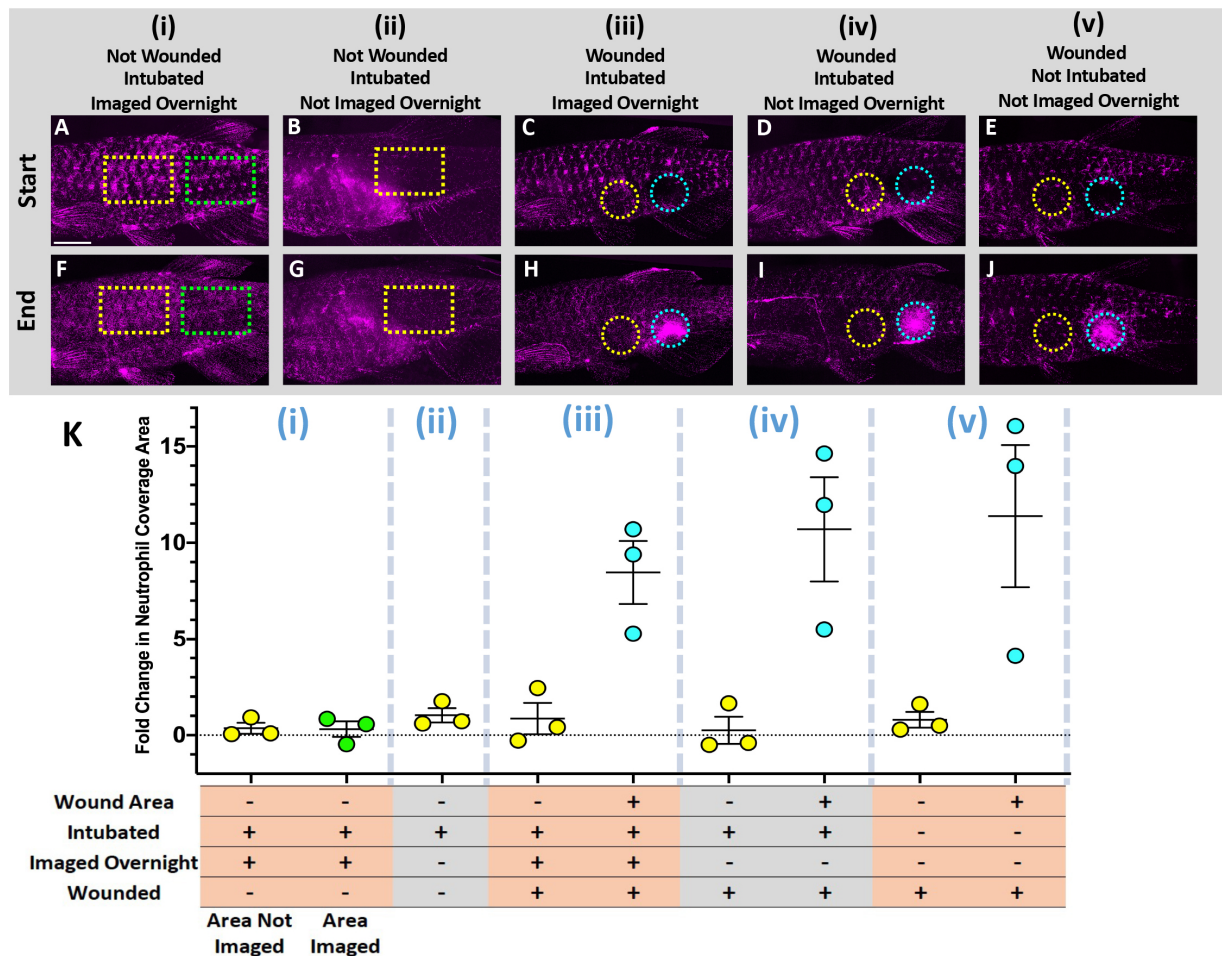 (i) (ii) (iii) (iv) (v)
Not Wounded Not Wounded Wounded Wounded Wounded
Intubated Intubated Intubated Intubated Not Intubated
Imaged Overnight Not Imaged Overnight Imaged Overnight Not Imaged Overnight Not Imaged Overnight
Start
A B C D E
End
F G H I J
K
(i) (ii) (iii) (iv) (v)
Fold Change in Neutrophil Coverage Area
15
10
5
0
Wound Area - - - - + - + - +
Intubated + + + + + + + - -
Imaged Overnight + + - + + - - - -
Wounded - - - + + + + + +
Area Not Area
Imaged Imaged